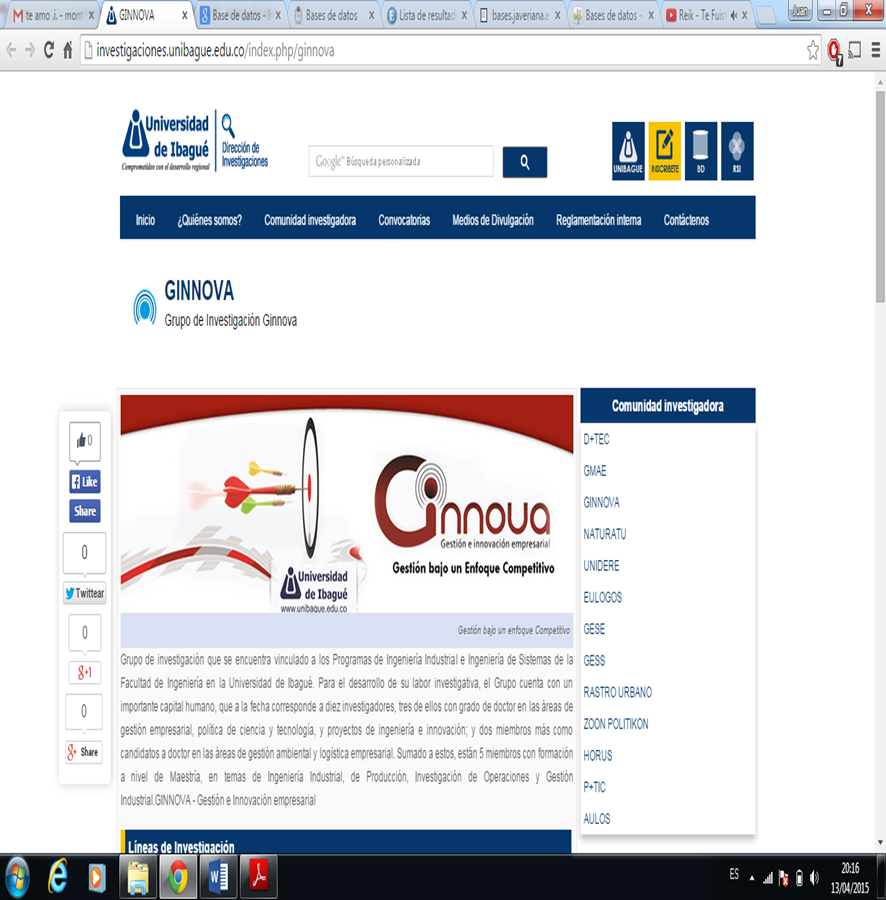 te amo :(. - mont
GINNOVA
Base de datos - B
Bases de datos
Lista de resultad
bases.javeriana.e
Bases de datos -
Reik - Te Fuis
Juan
investigaciones.unibague.edu.co/index.php/ginnova
7
Universidad
de Ibagué
Comprometidos con el desarrollo regional
Dirección de
Investigaciones
Google™ Búsqueda personalizada
UNIBAGUE
INSCRIBETE
BD
RSI
Inicio ¿Quiénes somos? Comunidad investigadora Convocatorias Medios de Divulgación Reglamentación interna Contáctenos
GINNOVA
Grupo de Investigación Ginnova
0
Like
Share
0
Twittear
0
g+1
0
g+ Share
Ginnova
Gestión e innovación empresarial
Gestión bajo un Enfoque Competitivo
Universidad
de Ibagué
www.unibague.edu.co
Gestión bajo un enfoque Competitivo
Grupo de investigación que se encuentra vinculado a los Programas de Ingeniería Industrial e Ingeniería de Sistemas de la
Facultad de Ingeniería en la Universidad de Ibagué. Para el desarrollo de su labor investigativa, el Grupo cuenta con un
importante capital humano, que a la fecha corresponde a diez investigadores, tres de ellos con grado de doctor en las áreas de
gestión empresarial, política de ciencia y tecnología, y proyectos de ingeniería e innovación; y dos miembros más como
candidatos a doctor en las áreas de gestión ambiental y logística empresarial. Sumado a estos, están 5 miembros con formación
a nivel de Maestría, en temas de Ingeniería Industrial, de Producción, Investigación de Operaciones y Gestión
Industrial.GINNOVA - Gestión e Innovación empresarial
Líneas de Investigación
Comunidad investigadora
D+TEC
GMAE
GINNOVA
NATURATU
UNIDERE
EULOGOS
GESE
GESS
RASTRO URBANO
ZOON POLITIKON
HORUS
P+TIC
AULOS
ES
20:16
13/04/2015